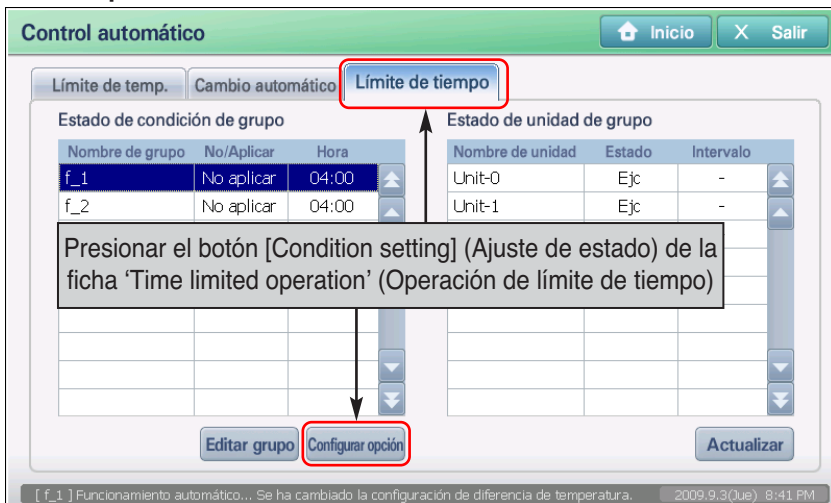 Control automático
Inicio
X Salir
Límite de temp.
Cambio automático
Límite de tiempo
Estado de condición de grupo
Nombre de grupo No/Aplicar Hora
f_1 No aplicar 04:00
f_2 No aplicar 04:00
Estado de unidad de grupo
Nombre de unidad Estado Intervalo
Unit-0 Ejc -
Unit-1 Ejc -
Presionar el botón [Condition setting] (Ajuste de estado) de la
ficha ‘Time limited operation’ (Operación de límite de tiempo)
Editar grupo
Configurar opción
Actualizar
[ f_1 ] Funcionamiento automático... Se ha cambiado la configuración de diferencia de temperatura.
2009.9.3(Jue) 8:41 PM